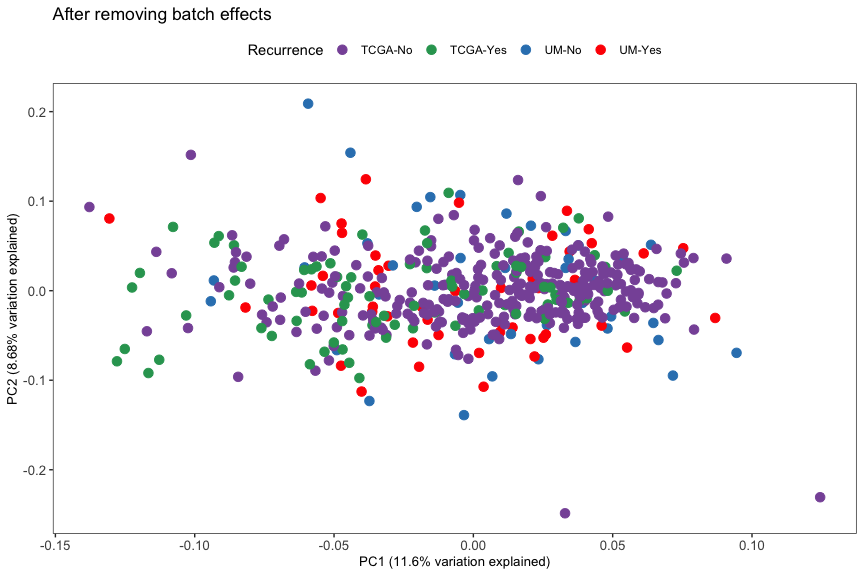 After removing batch effects
Recurrence TCGA-No TCGA-Yes UM-No UM-Yes
PC2 (8.68% variation explained)
0.2
0.1
0.0
-0.1
-0.2
-0.15 -0.10 -0.05 0.00 0.05 0.10
PC1 (11.6% variation explained)